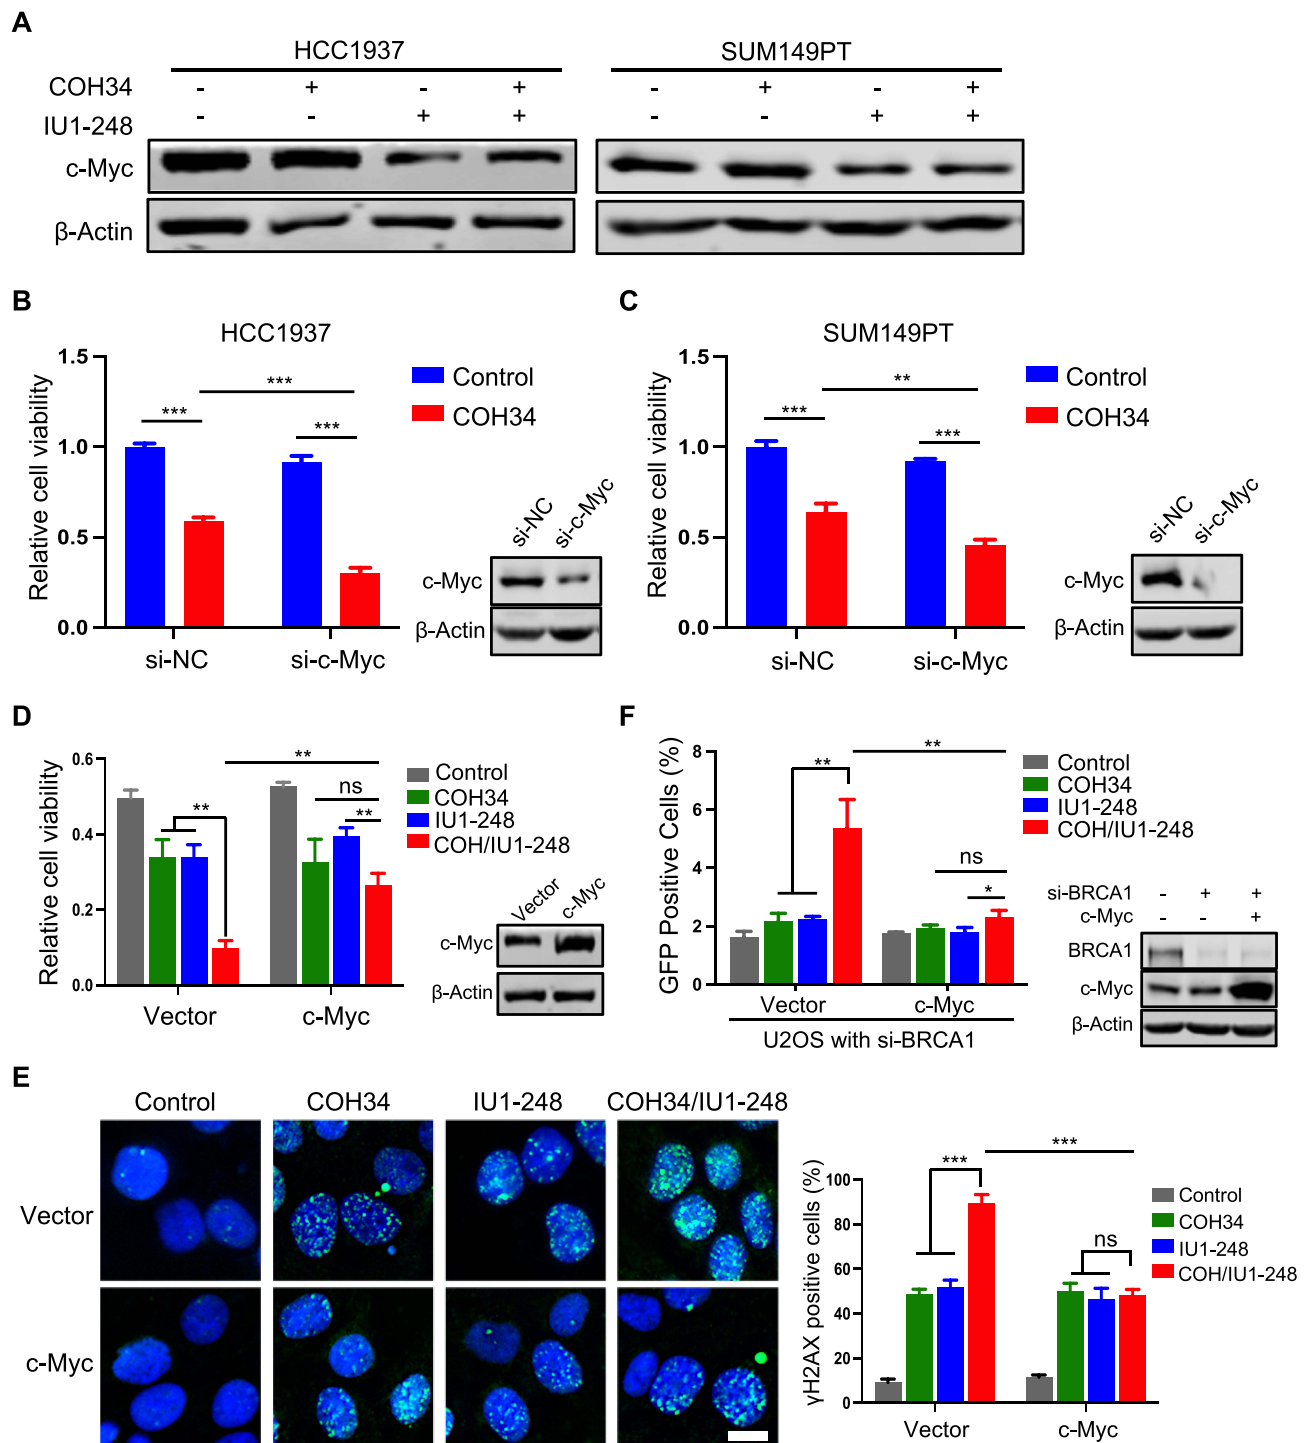 A
HCC1937 SUM149PT
COH34 - + - + - + - +
IU1-248 - - + + - - + +
c-Myc
β-Actin
B
HCC1937
Relative cell viability
1.5
1.0
0.5
0.0
*** *** ***
Control
COH34
si-NC si-c-Myc
si-NC si-c-Myc
c-Myc
β-Actin
C
SUM149PT
Relative cell viability
1.5
1.0
0.5
0.0
*** ** ***
Control
COH34
si-NC si-c-Myc
si-NC si-c-Myc
c-Myc
β-Actin
D
Relative cell viability
0.6
0.4
0.2
0.0
**
ns
** **
Control
COH34
IU1-248
COH/IU1-248
Vector c-Myc
Vector c-Myc
c-Myc
β-Actin
F
GFP Positive Cells (%)
8
6
4
2
0
**
**
ns
*
Control
COH34
IU1-248
COH/IU1-248
Vector c-Myc
U2OS with si-BRCA1
si-BRCA1 - + +
c-Myc - - +
BRCA1
c-Myc
β-Actin
E
Control COH34 IU1-248 COH34/IU1-248
Vector
c-Myc
γH2AX positive cells (%)
100
80
60
40
20
0
***
***
ns
Control
COH34
IU1-248
COH/IU1-248
Vector c-Myc